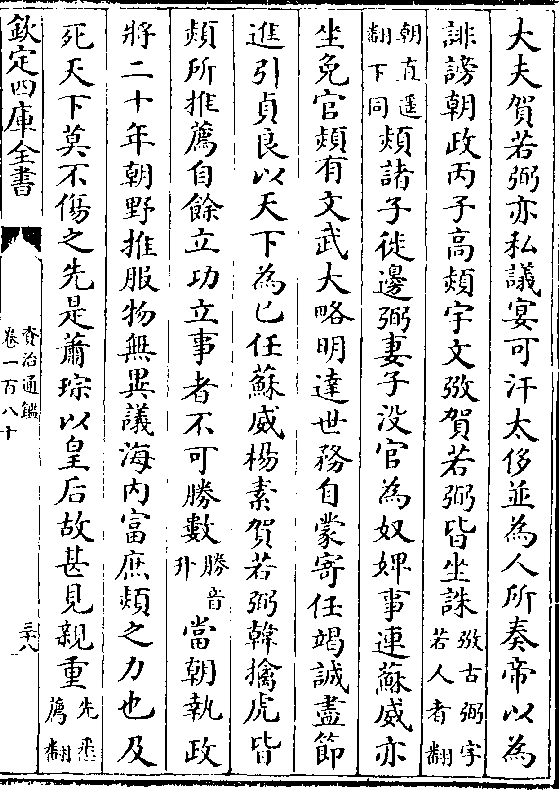 大夫賀若弼亦私議宴可汗太侈並為人所奏帝以為
誹謗朝政丙子高熲宇文㢸賀若弼皆坐誅㢸古弼字若人者翻
朝直遥翻下同熲諸子徙邊弼妻子没官為奴婢事連蘇威亦
坐免官熲有文武大略明達世務自蒙寄任竭誠盡節
進引貞良以天下為已任蘇威楊素賀若弼韓擒虎皆
熲所推薦自餘立功立事者不可勝數勝音升當朝執政
將二十年朝野推服物無異議海内富庶熲之力也及
死天下莫不傷之先是蕭琮以皇后故甚見親重先悉薦翻
欽定四庫全書
資治通鑑
卷一百八十
三十八